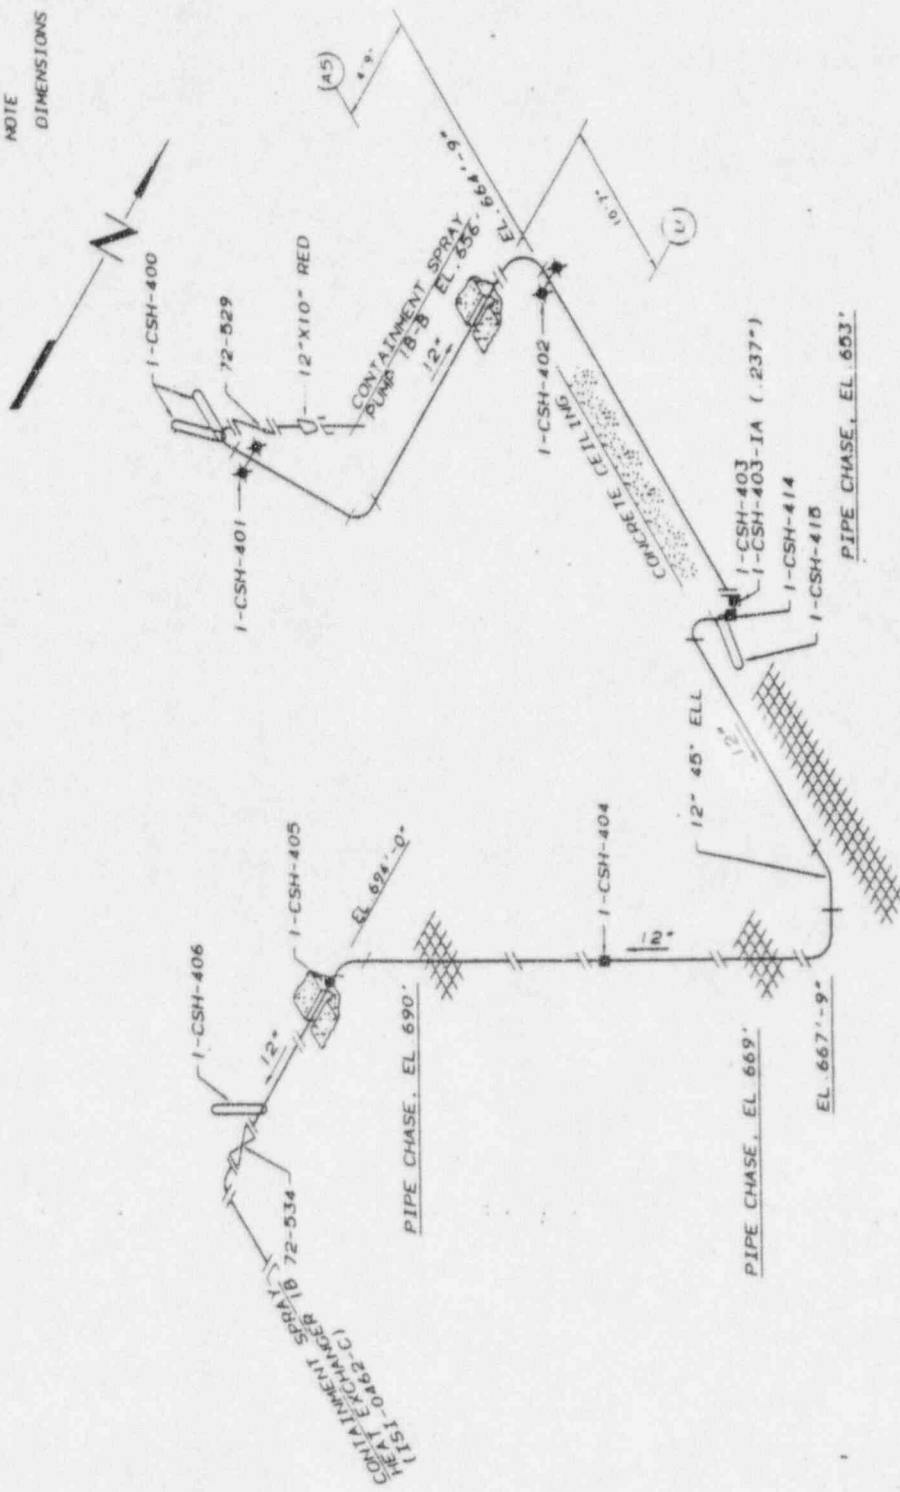 NOTE
DIMENSIONS
N
(A5)
4'-9"
1-CSH-400
72-529
12"X10" RED
CONTAINMENT SPRAY
PUMP 1B-B EL. 656'
12"
EL. 664'-9"
10'-7"
1-CSH-401
1-CSH-402
CONCRETE CEILING
1-CSH-403
1-CSH-403-IA (.237")
1-CSH-414
1-CSH-415
PIPE CHASE, EL 653'
12" 45° ELL
12"
1-CSH-404
12"
1-CSH-405
EL 694'-0"
1-CSH-406
12"
PIPE CHASE, EL 690'
PIPE CHASE, EL 669'
EL 667'-9"
72-534
CONTAINMENT SPRAY
HEAT EXCHANGER 1B
(ISI-0462-C)